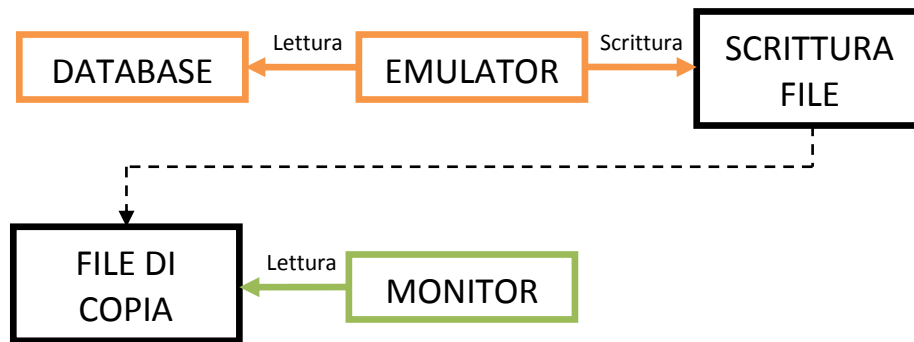 Lettura
Scrittura
DATABASE
EMULATOR
SCRITTURA
FILE
FILE DI
COPIA
Lettura
MONITOR